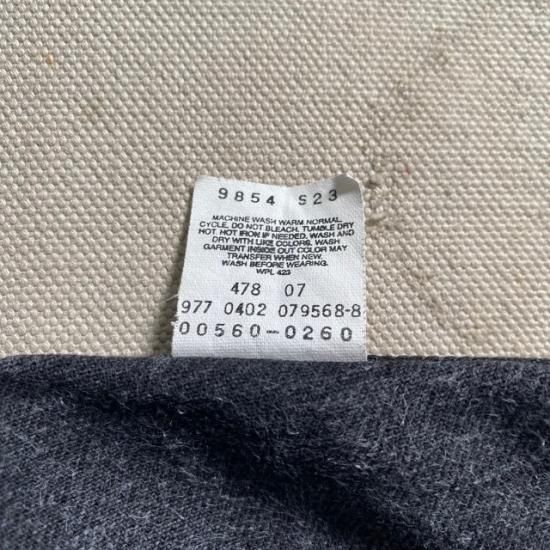 9854 S23
MACHINE WASH WARM NORMAL
CYCLE. DO NOT BLEACH. TUMBLE DRY
HOT. HOT IRON IF NEEDED. WASH AND
DRY WITH LIKE COLORS. WASH
GARMENT INSIDE OUT COLOR MAY
TRANSFER WHEN NEW.
WASH BEFORE WEARING.
WPL 423
478 07
977 0402 079568-8
00560-0260